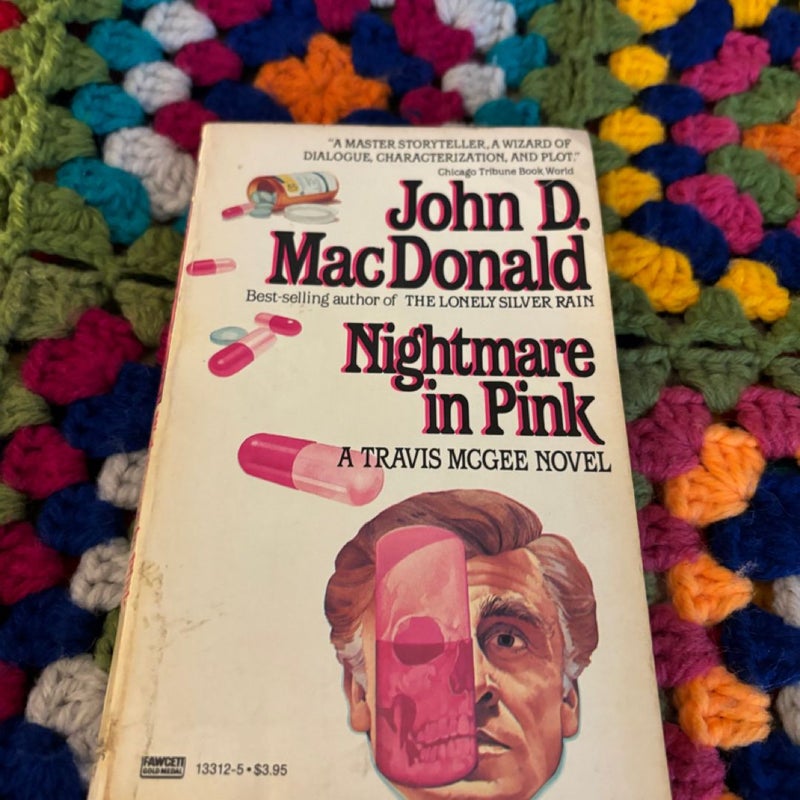 "A MASTER STORYTELLER, A WIZARD OF
DIALOGUE, CHARACTERIZATION, AND PLOT."
Chicago Tribune Book World
John D.
MacDonald
Best-selling author of THE LONELY SILVER RAIN
Nightmare
in Pink
A TRAVIS MCGEE NOVEL
FAWCETT
GOLD MEDAL
13312-5 • $3.95